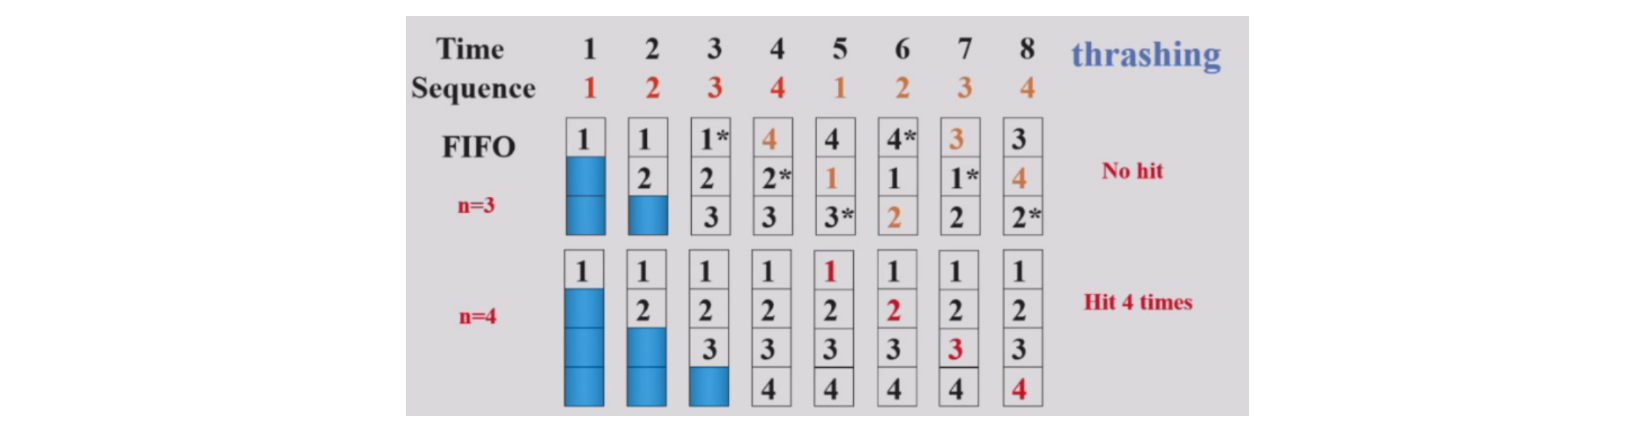 Time 1 2 3 4 5 6 7 8 thrashing
Sequence 1 2 3 4 1 2 3 4
FIFO 1 1 1* 4 4 4* 3 3
2 2 2* 1 1 1* 4 No hit
n=3 3 3 3* 2 2 2*
1 1 1 1 1 1 1 1
2 2 2 2 2 2 2 Hit 4 times
n=4 3 3 3 3 3 3
4 4 4 4 4